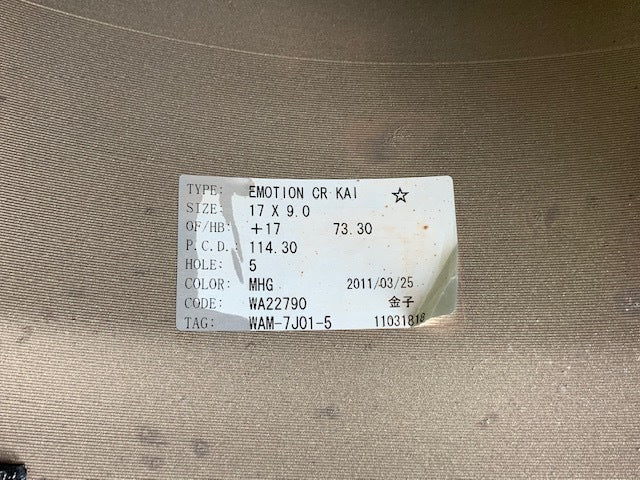 TYPE: EMOTION CR KAI ☆
SIZE: 17 X 9.0
OF/HB: +17 73.30
P.C.D.: 114.30
HOLE: 5
COLOR: MHG 2011/03/25
CODE: WA22790 金子
TAG: WAM-7J01-5 11031818